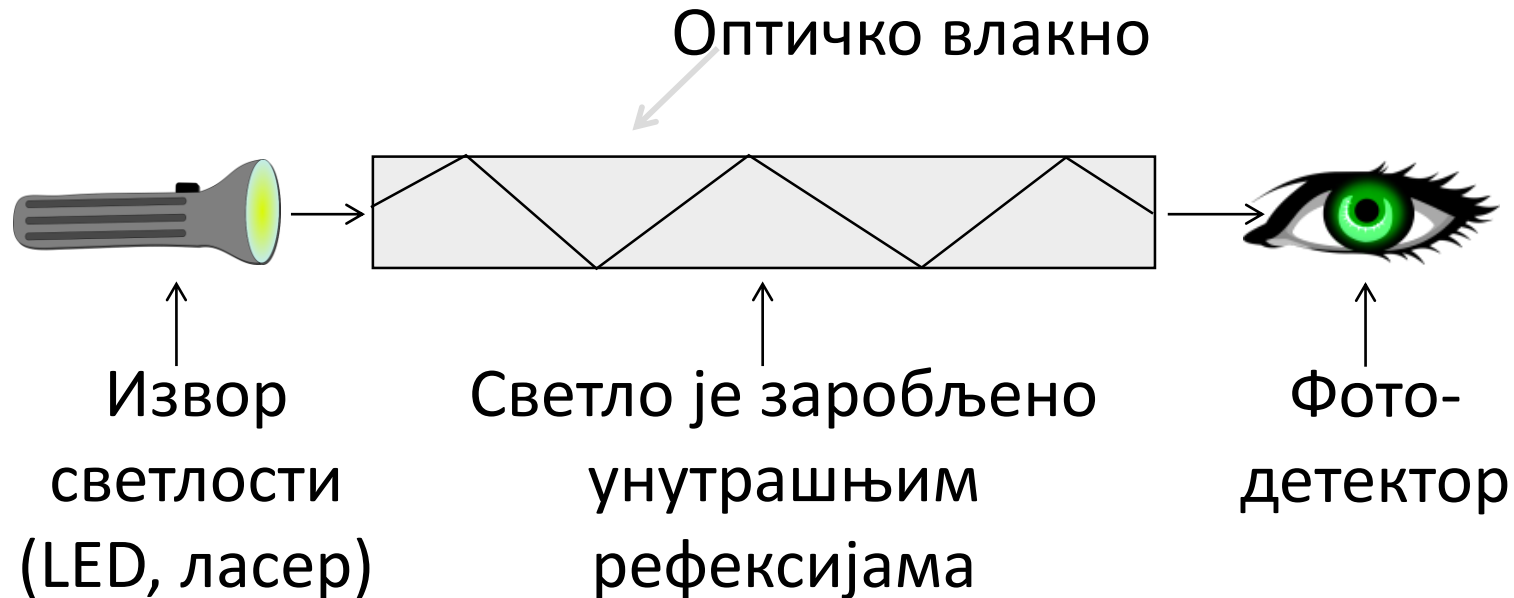 Оптичко влакно
Извор
светлости
(LED, ласер)
Светло је заробљено
унутрашњим
рефексијама
Фото-
детектор